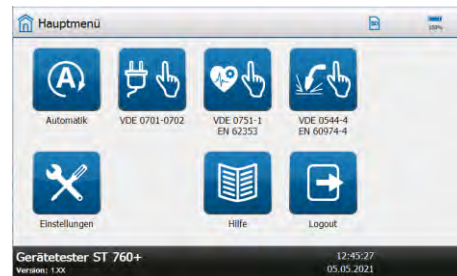 Hauptmenü
100%
Automatik
VDE 0701-0702
VDE 0751-1
EN 62353
VDE 0544-4
EN 60974-4
Einstellungen
Hilfe
Logout
Gerätetester ST 760+
12:45:27
Version: 1.XX
05.05.2021